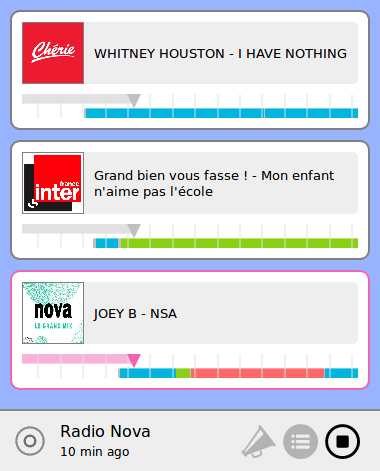 Chérie
WHITNEY HOUSTON - I HAVE NOTHING
france
inter
Grand bien vous fasse ! - Mon enfant
n'aime pas l'école
nova
LE GRAND MIX
JOEY B - NSA
Radio Nova
10 min ago